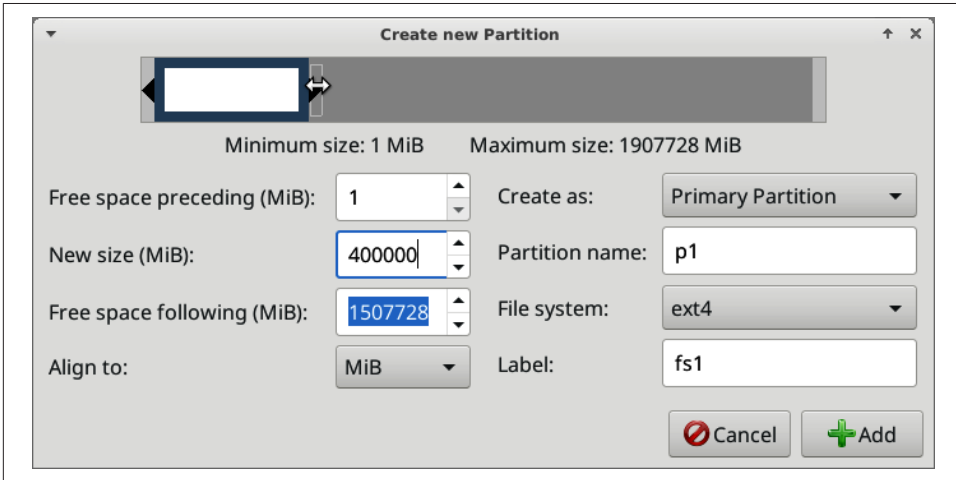 Create new Partition
Minimum size: 1 MiB Maximum size: 1907728 MiB
Free space preceding (MiB): 1 Create as: Primary Partition
New size (MiB): 400000 Partition name: p1
Free space following (MiB): 1507728 File system: ext4
Align to: MiB Label: fs1
Cancel Add